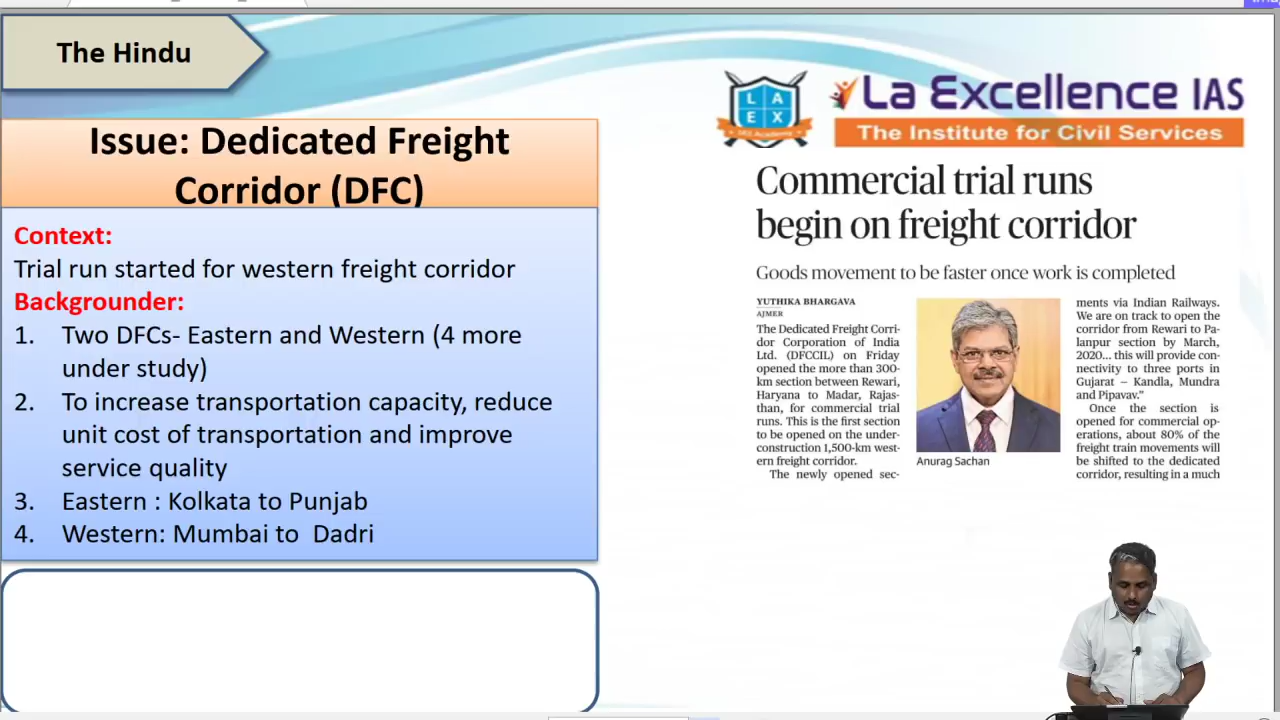 The Hindu
LA
EX
IAS Academy
La Excellence IAS
The Institute for Civil Services
Issue: Dedicated Freight
Corridor (DFC)
Context:
Trial run started for western freight corridor
Backgrounder:
1. Two DFCs- Eastern and Western (4 more
under study)
2. To increase transportation capacity, reduce
unit cost of transportation and improve
service quality
3. Eastern : Kolkata to Punjab
4. Western: Mumbai to Dadri
Commercial trial runs
begin on freight corridor
Goods movement to be faster once work is completed
YUTHIKA BHARGAVA
AJMER
The Dedicated Freight Corri-
dor Corporation of India
Ltd. (DFCCIL) on Friday
opened the more than 300-
km section between Rewari,
Haryana to Madar, Rajas-
than, for commercial trial
runs. This is the first section
to be opened on the under-
construction 1,500-km west-
ern freight corridor.
The newly opened sec-
Anurag Sachan
ments via Indian Railways.
We are on track to open the
corridor from Rewari to Pa-
lanpur section by March,
2020... this will provide con-
nectivity to three ports in
Gujarat – Kandla, Mundra
and Pipavav.”
Once the section is
opened for commercial op-
erations, about 80% of the
freight train movements will
be shifted to the dedicated
corridor, resulting in a much